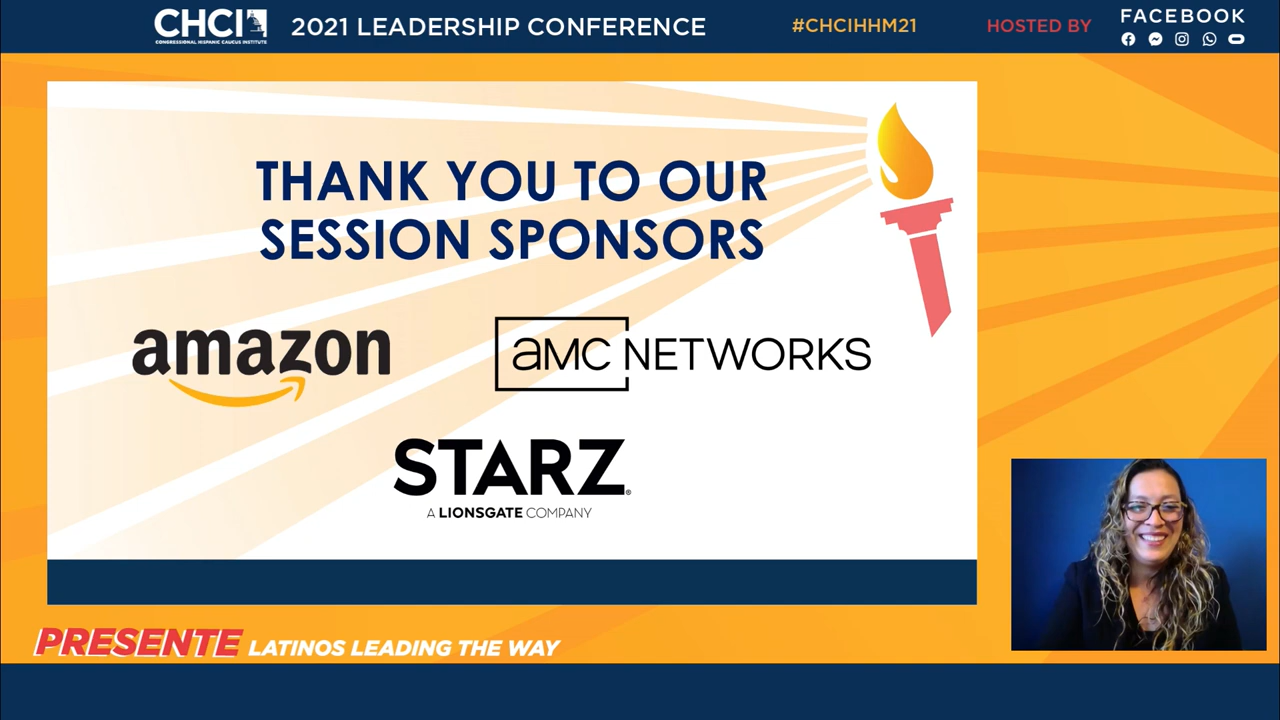 CHCI
CONGRESSIONAL HISPANIC CAUCUS INSTITUTE
2021 LEADERSHIP CONFERENCE
#CHCIHHM21
HOSTED BY
FACEBOOK
THANK YOU TO OUR
SESSION SPONSORS
amazon
aMC NETWORKS
STARZ®
A LIONSGATE COMPANY
PRESENTE LATINOS LEADING THE WAY